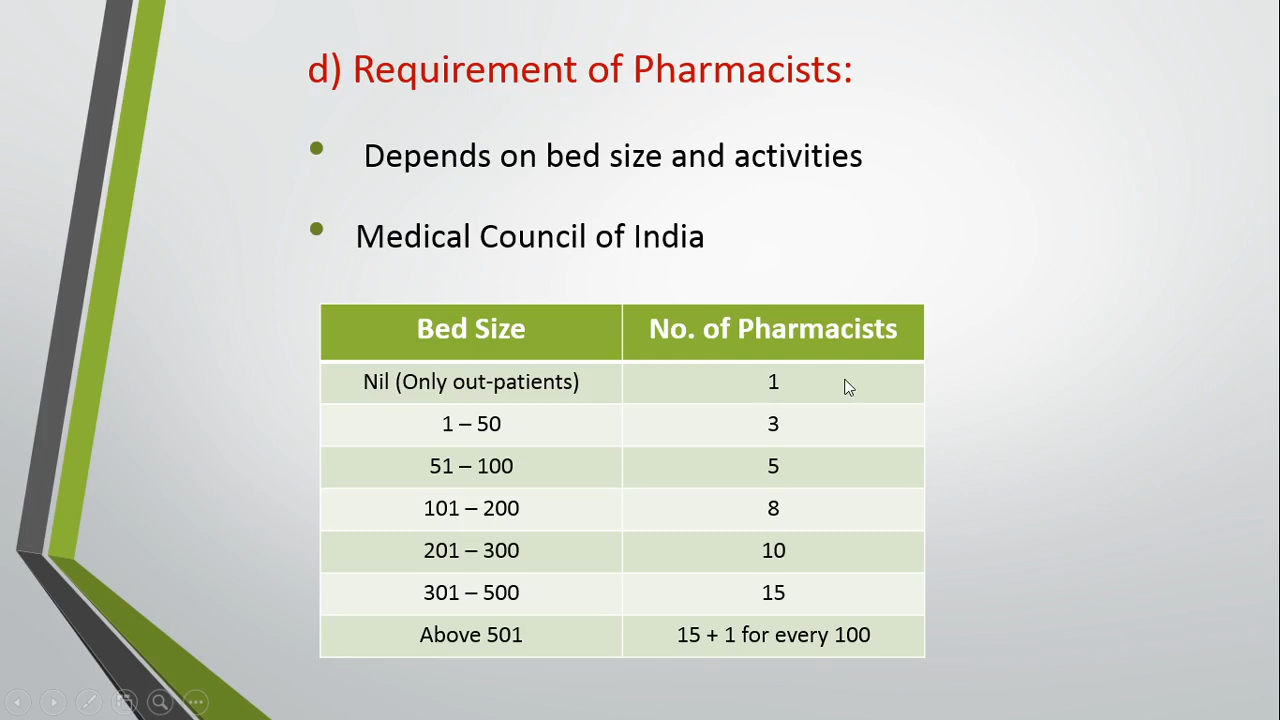 d) Requirement of Pharmacists:
• Depends on bed size and activities
• Medical Council of India
Bed Size No. of Pharmacists
Nil (Only out-patients) 1
1 – 50 3
51 – 100 5
101 – 200 8
201 – 300 10
301 – 500 15
Above 501 15 + 1 for every 100